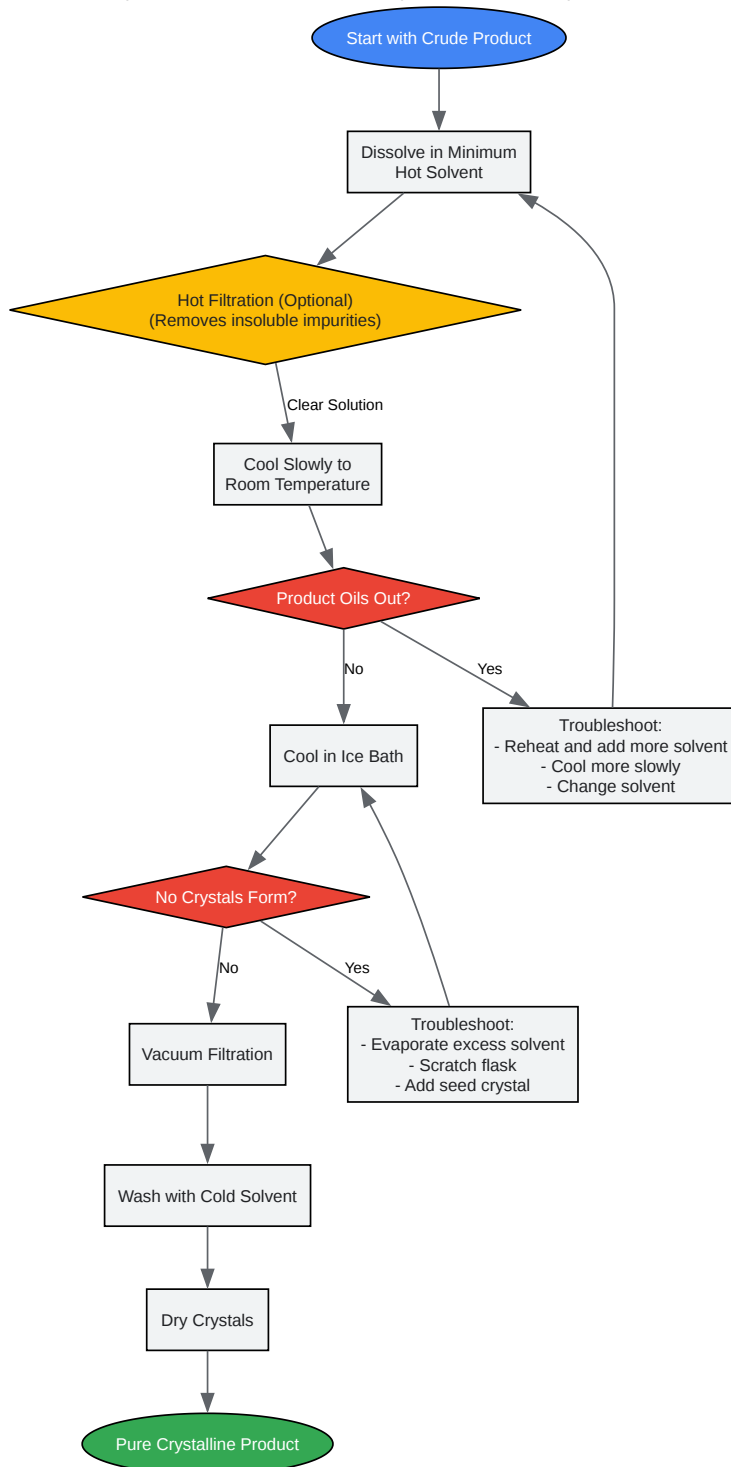 Start with Crude Product
Dissolve in Minimum
Hot Solvent
Hot Filtration (Optional)
(Removes insoluble impurities)
Clear Solution
Cool Slowly to
Room Temperature
Product Oils Out?
No
Yes
Troubleshoot:
- Reheat and add more solvent
- Cool more slowly
- Change solvent
Cool in Ice Bath
No Crystals Form?
No
Yes
Troubleshoot:
- Evaporate excess solvent
- Scratch flask
- Add seed crystal
Vacuum Filtration
Wash with Cold Solvent
Dry Crystals
Pure Crystalline Product